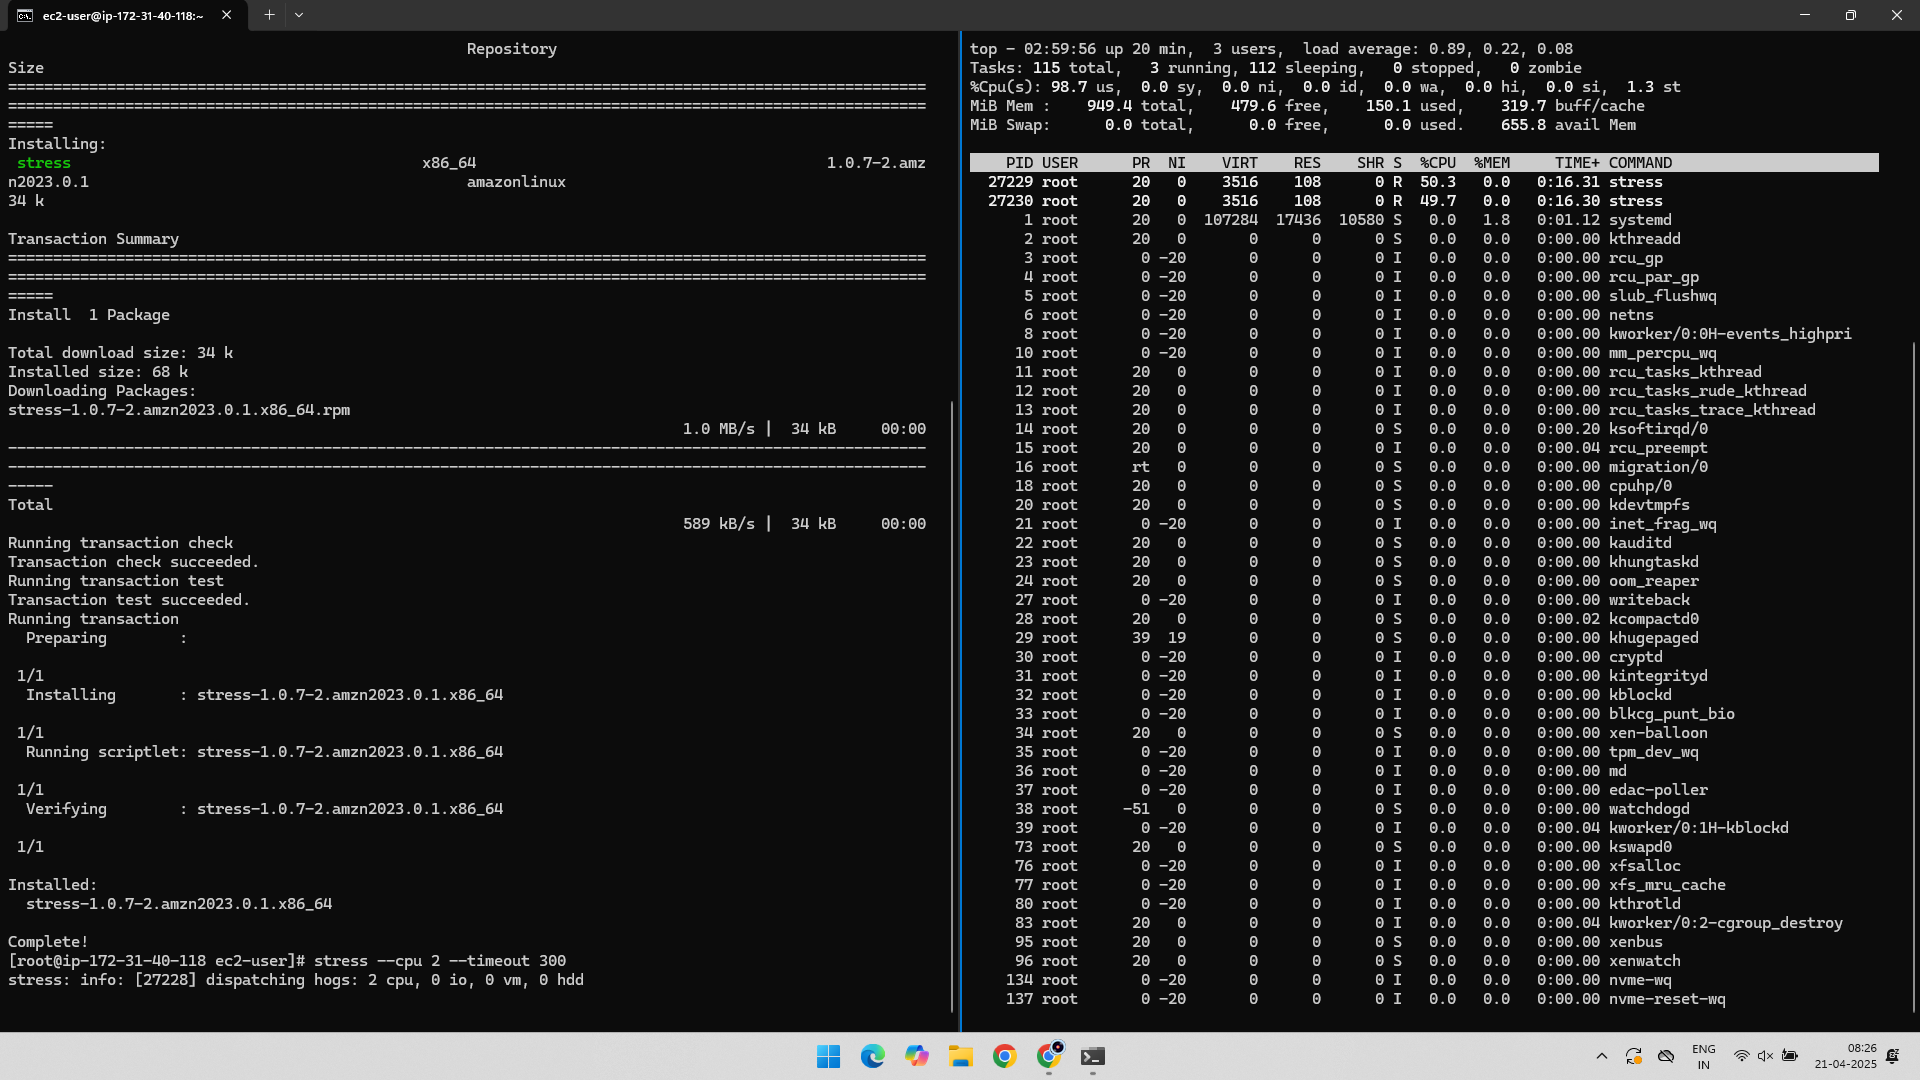 ec2-user@ip-172-31-40-118:~
Repository
Size
================================================================================
================================================================================
=====
Installing:
stress x86_64 1.0.7-2.amz
n2023.0.1 amazonlinux
34 k
Transaction Summary
================================================================================
================================================================================
=====
Install 1 Package
Total download size: 34 k
Installed size: 68 k
Downloading Packages:
stress-1.0.7-2.amzn2023.0.1.x86_64.rpm
1.0 MB/s | 34 kB 00:00
--------------------------------------------------------------------------------
--------------------------------------------------------------------------------
-----
Total
589 kB/s | 34 kB 00:00
Running transaction check
Transaction check succeeded.
Running transaction test
Transaction test succeeded.
Running transaction
Preparing :
1/1
Installing : stress-1.0.7-2.amzn2023.0.1.x86_64
1/1
Running scriptlet: stress-1.0.7-2.amzn2023.0.1.x86_64
1/1
Verifying : stress-1.0.7-2.amzn2023.0.1.x86_64
1/1
Installed:
stress-1.0.7-2.amzn2023.0.1.x86_64
Complete!
[root@ip-172-31-40-118 ec2-user]# stress --cpu 2 --timeout 300
stress: info: [27228] dispatching hogs: 2 cpu, 0 io, 0 vm, 0 hdd
top - 02:59:56 up 20 min, 3 users, load average: 0.89, 0.22, 0.08
Tasks: 115 total, 3 running, 112 sleeping, 0 stopped, 0 zombie
%Cpu(s): 98.7 us, 0.0 sy, 0.0 ni, 0.0 id, 0.0 wa, 0.0 hi, 0.0 si, 1.3 st
MiB Mem : 949.4 total, 479.6 free, 150.1 used, 319.7 buff/cache
MiB Swap: 0.0 total, 0.0 free, 0.0 used. 655.8 avail Mem
PID USER PR NI VIRT RES SHR S %CPU %MEM TIME+ COMMAND
27229 root 20 0 3516 108 0 R 50.3 0.0 0:16.31 stress
27230 root 20 0 3516 108 0 R 49.7 0.0 0:16.30 stress
1 root 20 0 107284 17436 10580 S 0.0 1.8 0:01.12 systemd
2 root 20 0 0 0 0 S 0.0 0.0 0:00.00 kthreadd
3 root 0 -20 0 0 0 I 0.0 0.0 0:00.00 rcu_gp
4 root 0 -20 0 0 0 I 0.0 0.0 0:00.00 rcu_par_gp
5 root 0 -20 0 0 0 I 0.0 0.0 0:00.00 slub_flushwq
6 root 0 -20 0 0 0 I 0.0 0.0 0:00.00 netns
8 root 0 -20 0 0 0 I 0.0 0.0 0:00.00 kworker/0:0H-events_highpri
10 root 0 -20 0 0 0 I 0.0 0.0 0:00.00 mm_percpu_wq
11 root 20 0 0 0 0 I 0.0 0.0 0:00.00 rcu_tasks_kthread
12 root 20 0 0 0 0 I 0.0 0.0 0:00.00 rcu_tasks_rude_kthread
13 root 20 0 0 0 0 I 0.0 0.0 0:00.00 rcu_tasks_trace_kthread
14 root 20 0 0 0 0 S 0.0 0.0 0:00.20 ksoftirqd/0
15 root 20 0 0 0 0 I 0.0 0.0 0:00.04 rcu_preempt
16 root rt 0 0 0 0 S 0.0 0.0 0:00.00 migration/0
18 root 20 0 0 0 0 S 0.0 0.0 0:00.00 cpuhp/0
20 root 20 0 0 0 0 S 0.0 0.0 0:00.00 kdevtmpfs
21 root 0 -20 0 0 0 I 0.0 0.0 0:00.00 inet_frag_wq
22 root 20 0 0 0 0 S 0.0 0.0 0:00.00 kauditd
23 root 20 0 0 0 0 S 0.0 0.0 0:00.00 khungtaskd
24 root 20 0 0 0 0 S 0.0 0.0 0:00.00 oom_reaper
27 root 0 -20 0 0 0 I 0.0 0.0 0:00.00 writeback
28 root 20 0 0 0 0 S 0.0 0.0 0:00.02 kcompactd0
29 root 39 19 0 0 0 S 0.0 0.0 0:00.00 khugepaged
30 root 0 -20 0 0 0 I 0.0 0.0 0:00.00 cryptd
31 root 0 -20 0 0 0 I 0.0 0.0 0:00.00 kintegrityd
32 root 0 -20 0 0 0 I 0.0 0.0 0:00.00 kblockd
33 root 0 -20 0 0 0 I 0.0 0.0 0:00.00 blkcg_punt_bio
34 root 20 0 0 0 0 S 0.0 0.0 0:00.00 xen-balloon
35 root 0 -20 0 0 0 I 0.0 0.0 0:00.00 tpm_dev_wq
36 root 0 -20 0 0 0 I 0.0 0.0 0:00.00 md
37 root 0 -20 0 0 0 I 0.0 0.0 0:00.00 edac-poller
38 root -51 0 0 0 0 S 0.0 0.0 0:00.00 watchdogd
39 root 0 -20 0 0 0 I 0.0 0.0 0:00.04 kworker/0:1H-kblockd
73 root 20 0 0 0 0 S 0.0 0.0 0:00.00 kswapd0
76 root 0 -20 0 0 0 I 0.0 0.0 0:00.00 xfsalloc
77 root 0 -20 0 0 0 I 0.0 0.0 0:00.00 xfs_mru_cache
80 root 0 -20 0 0 0 I 0.0 0.0 0:00.00 kthrotld
83 root 20 0 0 0 0 I 0.0 0.0 0:00.04 kworker/0:2-cgroup_destroy
95 root 20 0 0 0 0 S 0.0 0.0 0:00.00 xenbus
96 root 20 0 0 0 0 S 0.0 0.0 0:00.00 xenwatch
134 root 0 -20 0 0 0 I 0.0 0.0 0:00.00 nvme-wq
137 root 0 -20 0 0 0 I 0.0 0.0 0:00.00 nvme-reset-wq
ENG
IN
08:26
21-04-2025